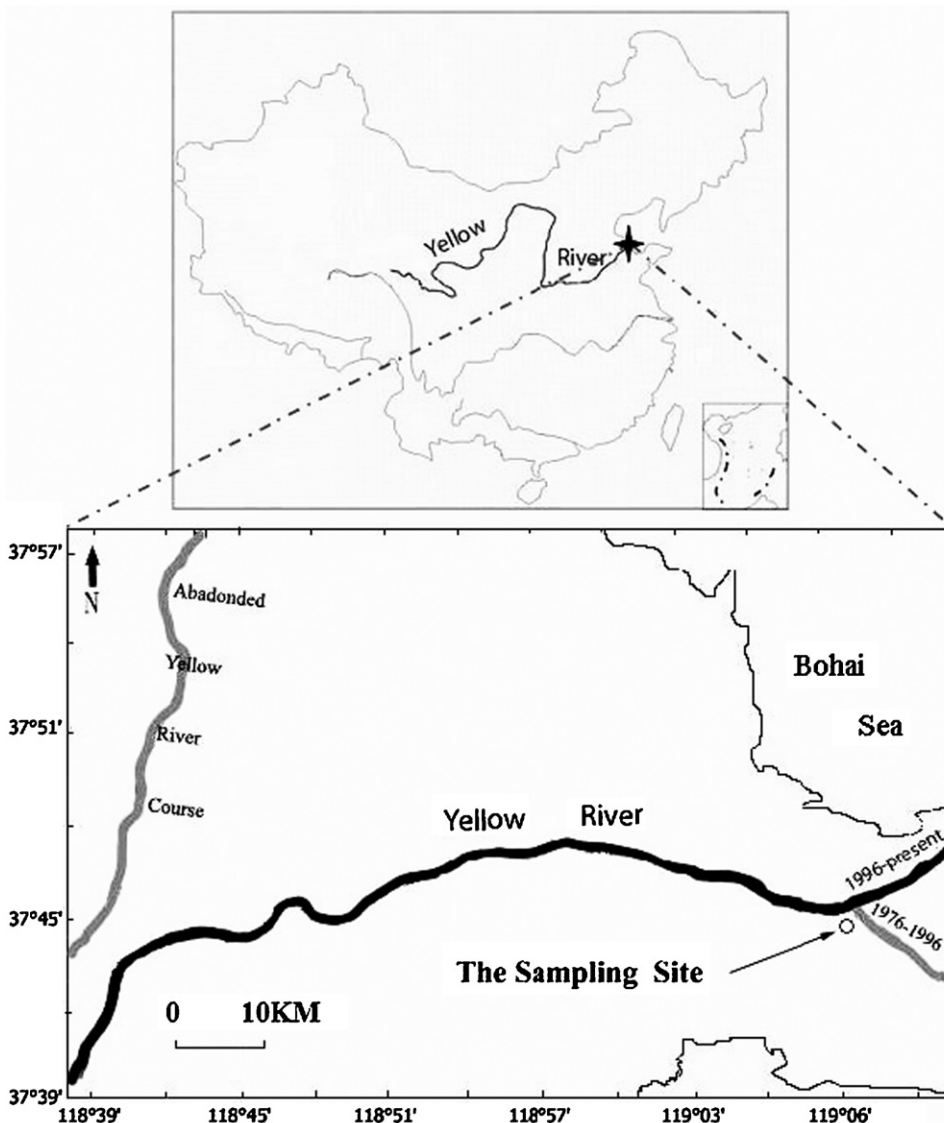 Yellow
River
37°57'
37°51'
37°45'
37°39'
N
Abadonded
Yellow
River
Course
Bohai
Sea
Yellow River
1996-present
1976-1996
The Sampling Site
0 10KM
118°39' 118°45' 118°51' 118°57' 119°03' 119°06'